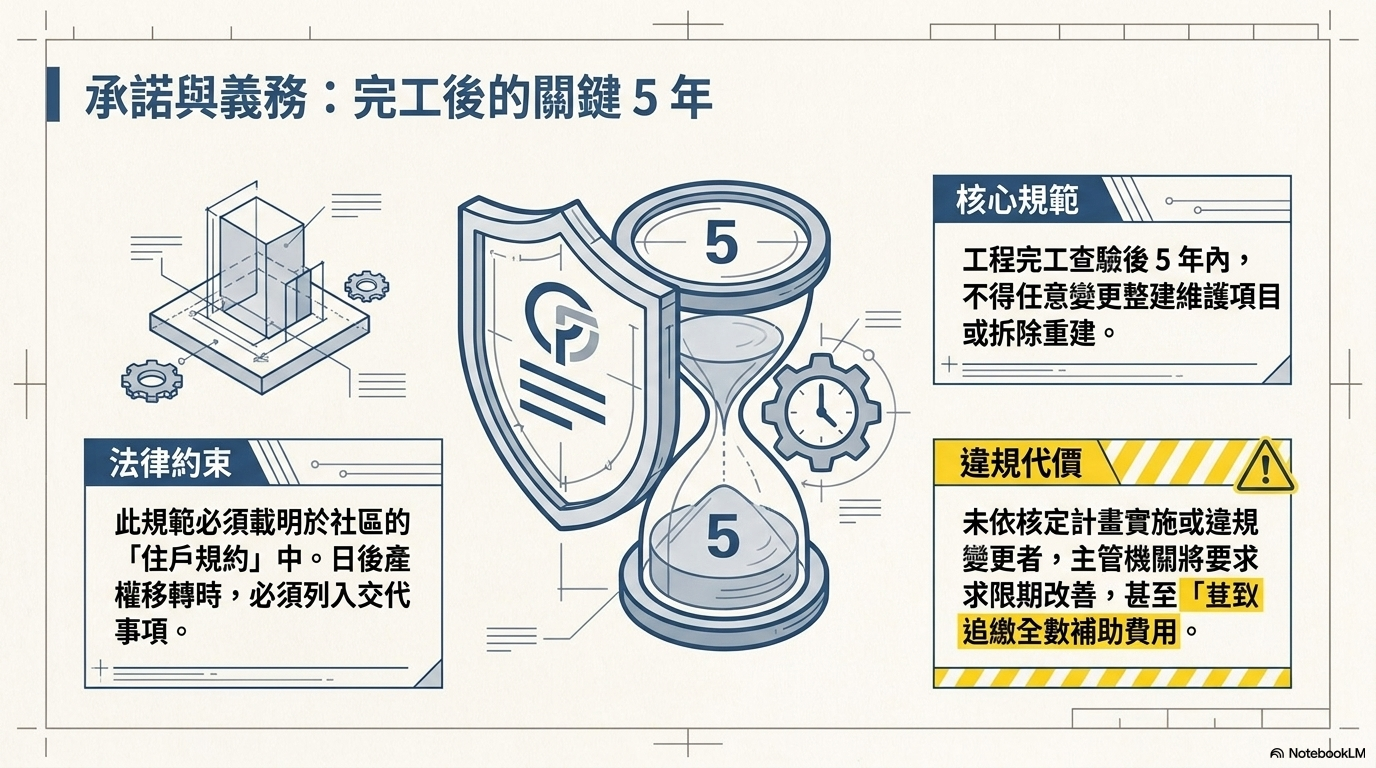 承諾與義務：完工後的關鍵 5 年
5
5
核心規範
工程完工查驗後 5 年內，
不得任意變更整建維護項目
或拆除重建。
法律約束
此規範必須載明於社區的
「住戶規約」中。日後產
權移轉時，必須列入交代
事項。
違規代價
未依核定計畫實施或違規
變更者，主管機關將要求
求限期改善，甚至「
追繳全數補助費用。
NotebookLM